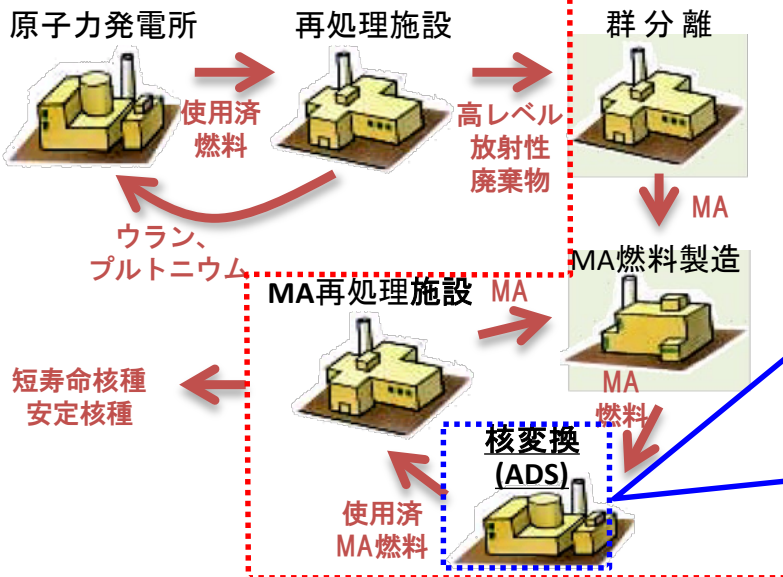 原子力発電所
再処理施設
群 分 離
使用済
燃料
高レベル
放射性
廃棄物
ウラン、
プルトニウム
MA
MA燃料製造
MA再処理施設
MA
短寿命核種
安定核種
MA
燃料
核変換
(ADS)
使用済
MA燃料